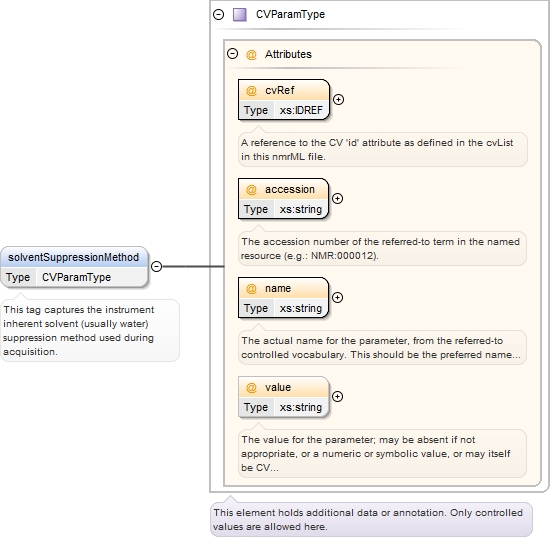 CVParamType
@ Attributes
@ cvRef
Type xs:IDREF
A reference to the CV 'id' attribute as defined in the cvList
in this nmrML file.
@ accession
Type xs:string
The accession number of the referred-to term in the named
resource (e.g.: NMR:000012).
solventSuppressionMethod
Type CVParamType
This tag captures the instrument
inherent solvent (usually water)
suppression method used during
acquisition.
@ name
Type xs:string
The actual name for the parameter, from the referred-to
controlled vocabulary. This should be the preferred name...
@ value
Type xs:string
The value for the parameter; may be absent if not
appropriate, or a numeric or symbolic value, or may itself
be CV...
This element holds additional data or annotation. Only controlled
values are allowed here.